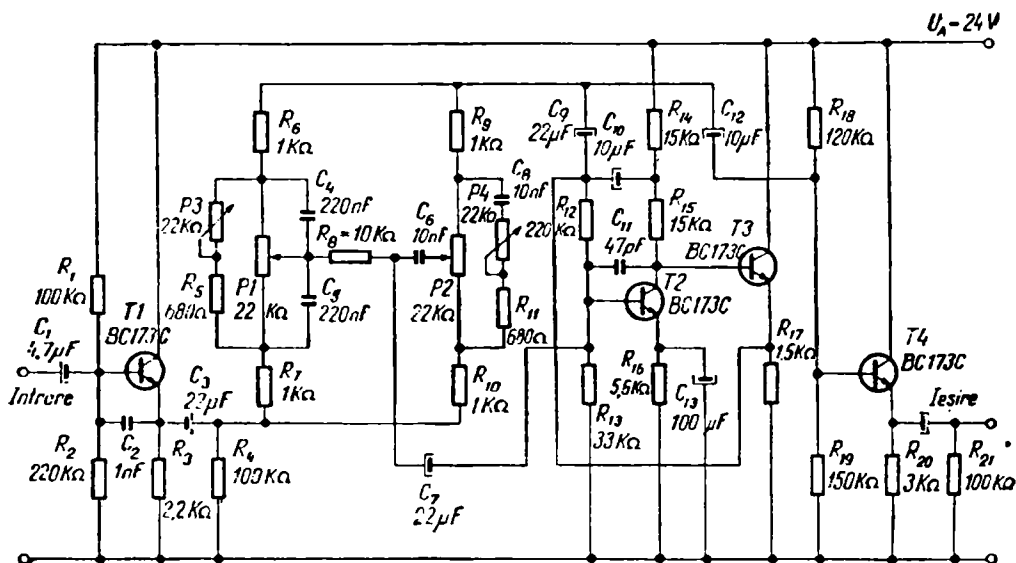 U_A=24V
R14
15KΩ
C9
22µF
C10
10µF
C12
10µF
R18
120KΩ
R6
1KΩ
R9
1KΩ
C8
10nF
P4
22KΩ
C4
220nF
P3
22KΩ
R8=10KΩ
C6
10nF
220
R12
KΩ
C11
47pF
R15
15KΩ
T3
BC173C
R1
100KΩ
R5
680Ω
P1
22 KΩ
C5
220nF
P2
22KΩ
R11
680Ω
T2
BC173C
T1
BC173C
C1
4,7µF
Intrare
R7
1KΩ
R10
1KΩ
R17
1,5KΩ
T4
BC173C
C3
22µF
R16
5,6KΩ
C13
100
µF
Iesire
R2
220KΩ
C2
1nF
R3
2,2KΩ
R4
100KΩ
C7
22µF
R13
33KΩ
R19
150KΩ
R20
3KΩ
R21
100KΩ